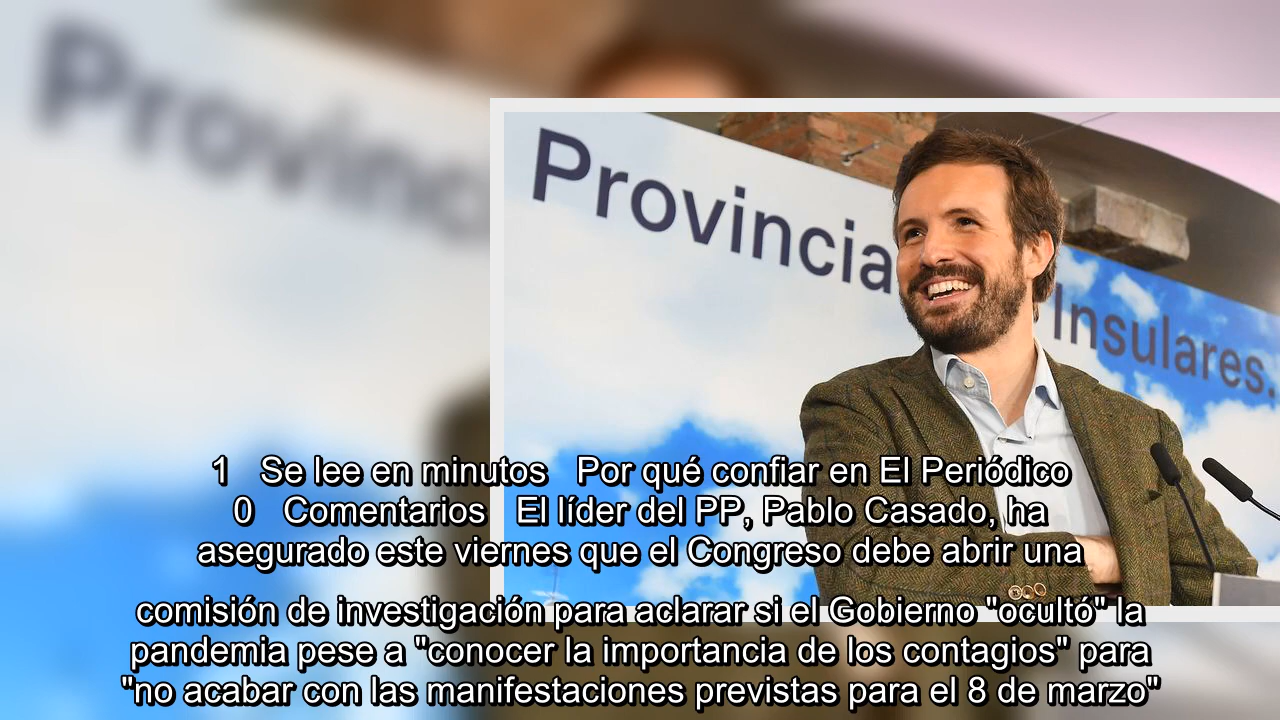 Provinc
Provincia
Insulares.
1 Se lee en minutos Por qué confiar en El Periódico
0 Comentarios El líder del PP, Pablo Casado, ha
asegurado este viernes que el Congreso debe abrir una
comisión de investigación para aclarar si el Gobierno "ocultó" la
pandemia pese a "conocer la importancia de los contagios" para
"no acabar con las manifestaciones previstas para el 8 de marzo"